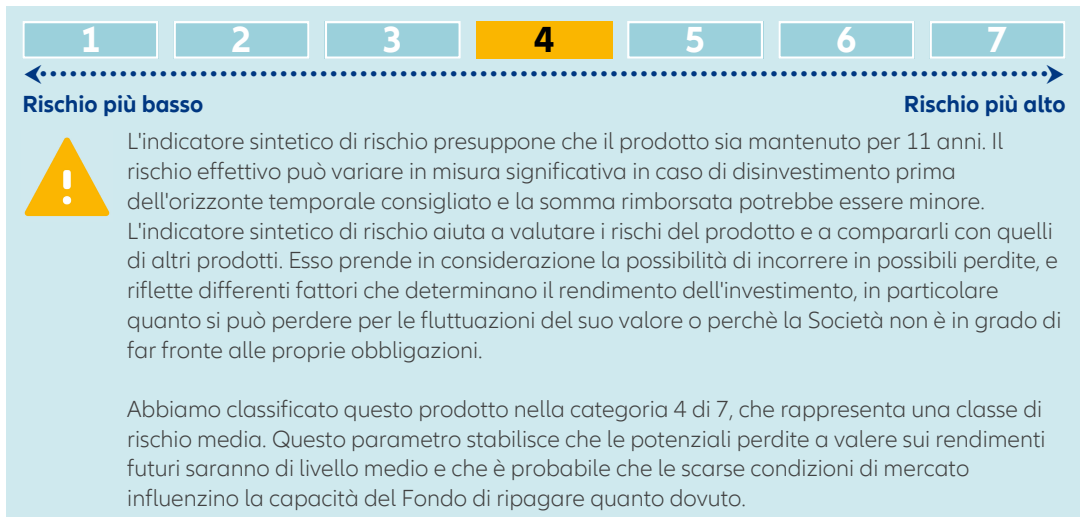 1 2 3 4 5 6 7
Rischio più basso Rischio più alto
L'indicatore sintetico di rischio presuppone che il prodotto sia mantenuto per 11 anni. Il
rischio effettivo può variare in misura significativa in caso di disinvestimento prima
dell'orizzonte temporale consigliato e la somma rimborsata potrebbe essere minore.
L'indicatore sintetico di rischio aiuta a valutare i rischi del prodotto e a compararli con quelli
di altri prodotti. Esso prende in considerazione la possibilità di incorrere in possibili perdite, e
riflette differenti fattori che determinano il rendimento dell'investimento, in particolare
quanto si può perdere per le fluttuazioni del suo valore o perchè la Società non è in grado di
far fronte alle proprie obbligazioni.
Abbiamo classificato questo prodotto nella categoria 4 di 7, che rappresenta una classe di
rischio media. Questo parametro stabilisce che le potenziali perdite a valere sui rendimenti
futuri saranno di livello medio e che è probabile che le scarse condizioni di mercato
influenzino la capacità del Fondo di ripagare quanto dovuto.